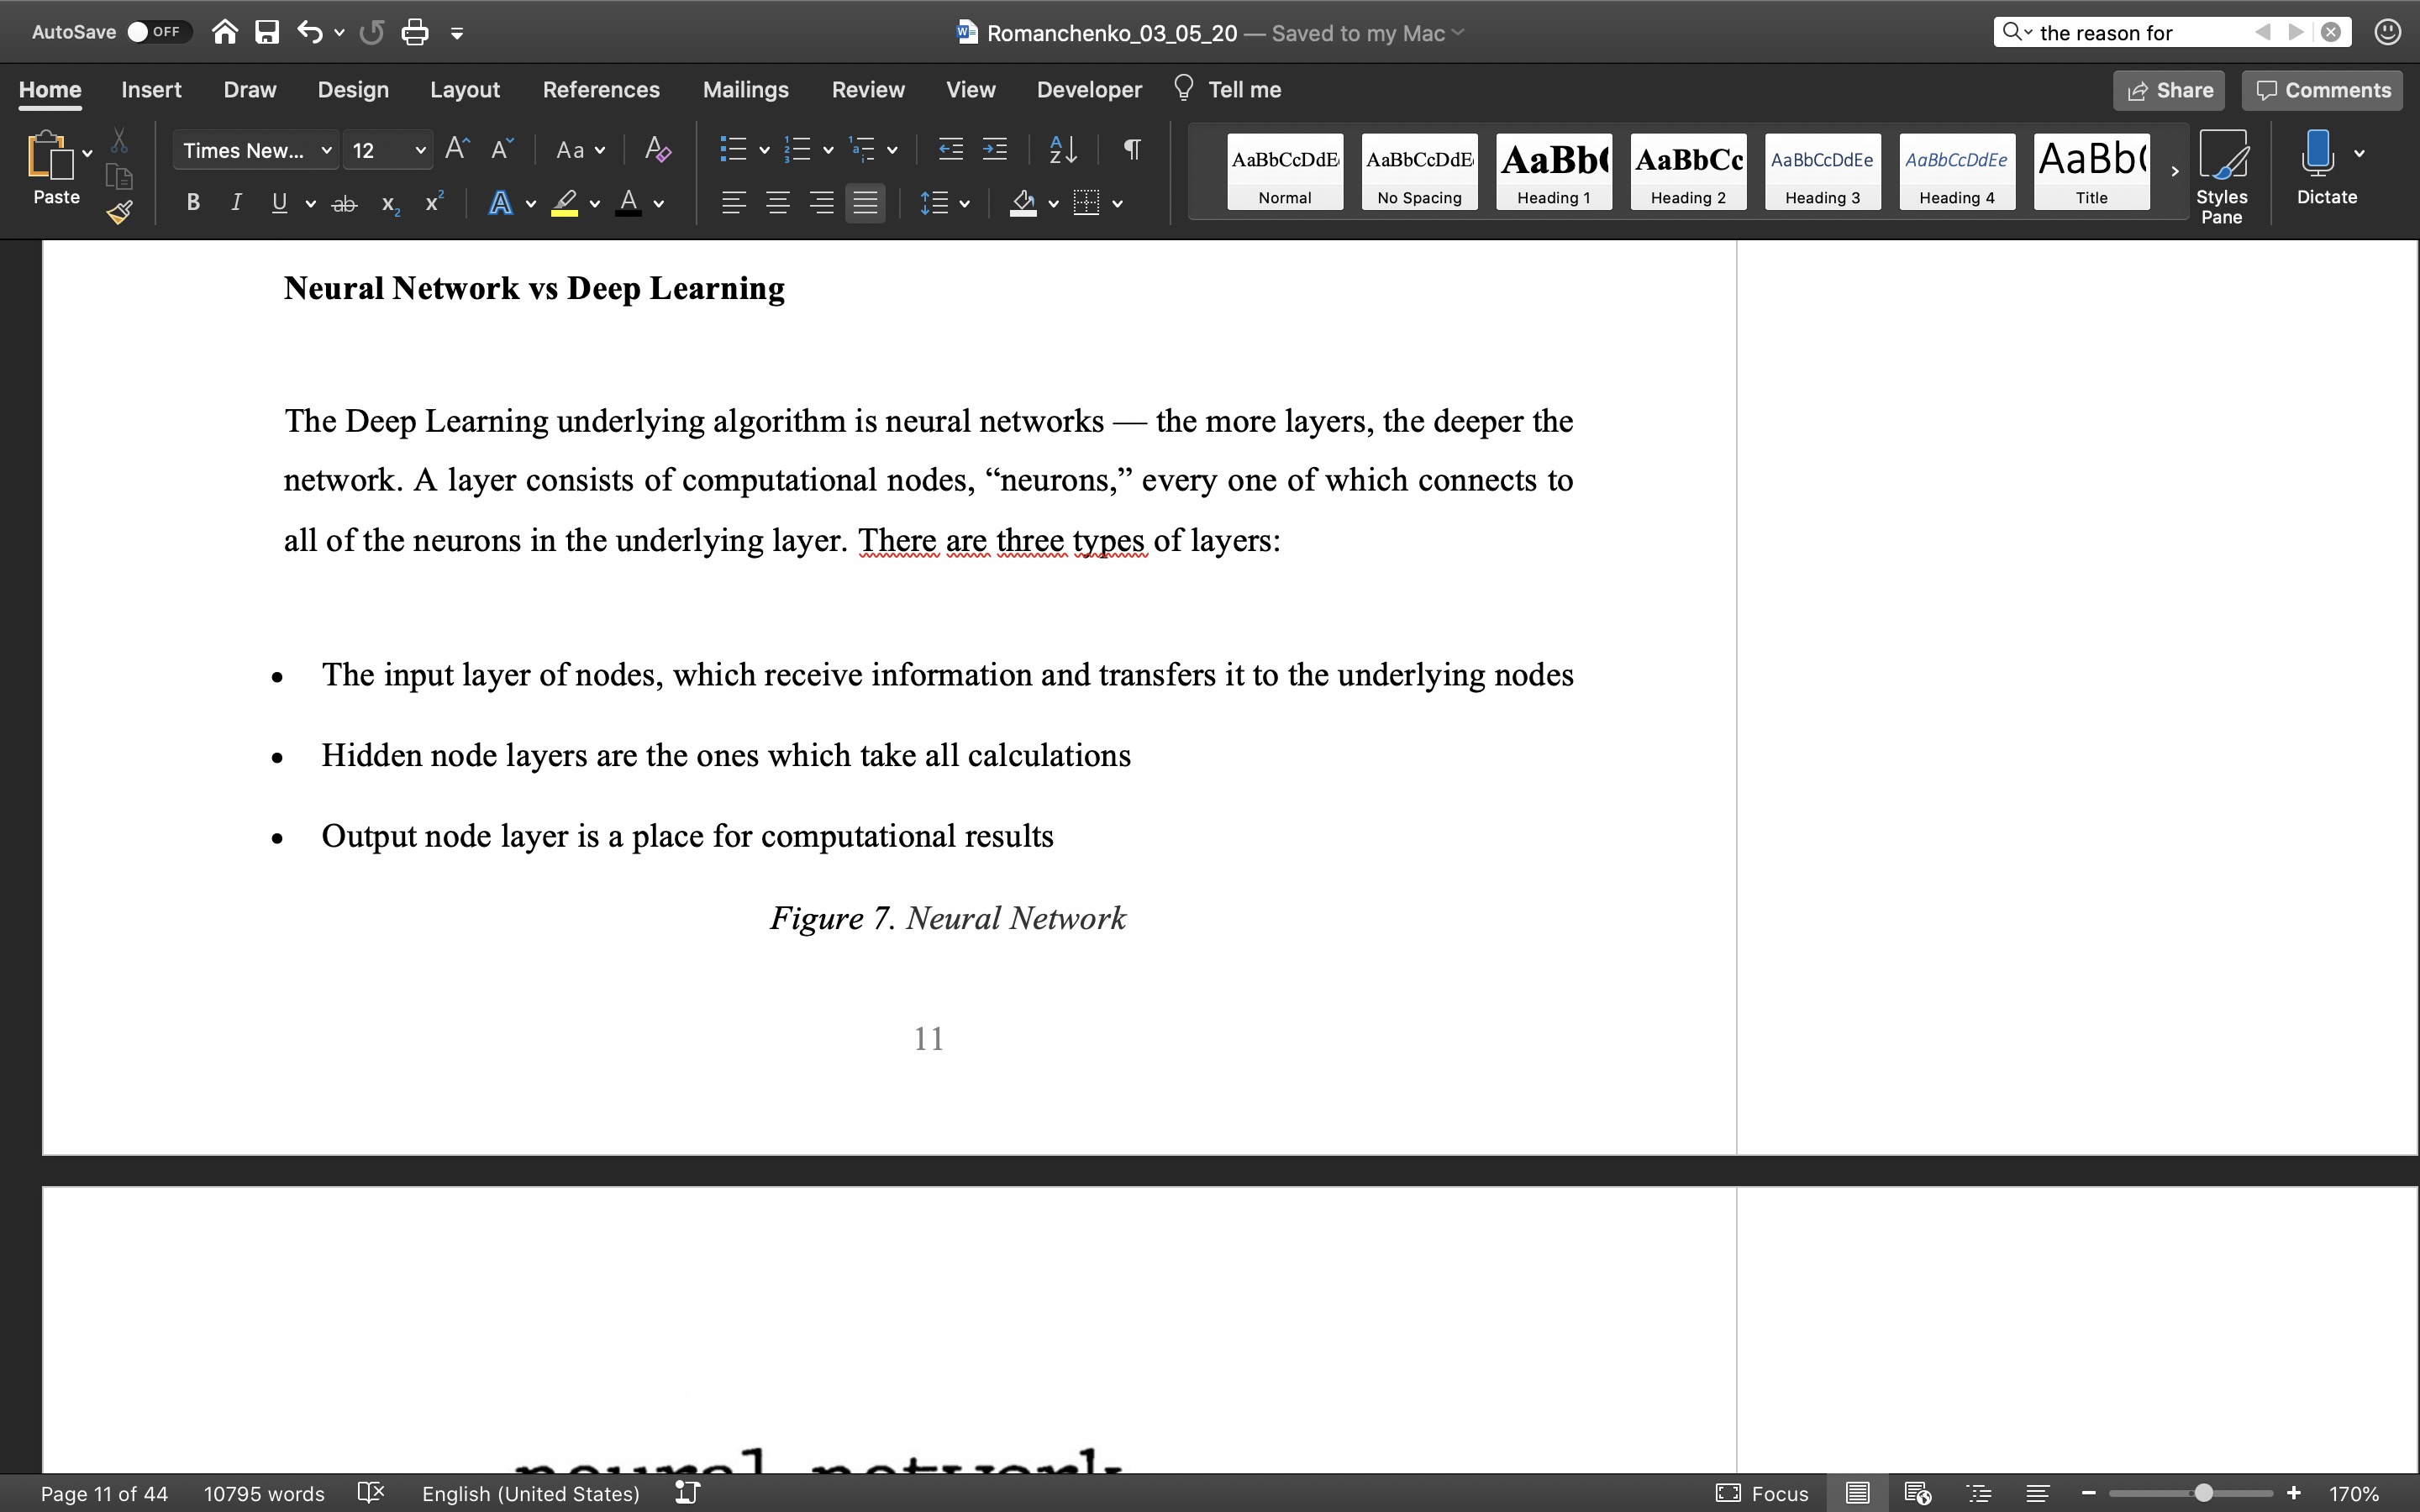 AutoSave OFF
Romanchenko_03_05_20 — Saved to my Mac
the reason for
Home Insert Draw Design Layout References Mailings Review View Developer Tell me
Share Comments
Paste
Times New... 12 Aa
AaBbCcDdE AaBbCcDdE AaBb( AaBbCc AaBbCcDdEe AaBbCcDdEe AaBb(
Normal No Spacing Heading 1 Heading 2 Heading 3 Heading 4 Title
Styles Pane
Dictate
Neural Network vs Deep Learning
The Deep Learning underlying algorithm is neural networks — the more layers, the deeper the
network. A layer consists of computational nodes, “neurons,” every one of which connects to
all of the neurons in the underlying layer. There are three types of layers:
• The input layer of nodes, which receive information and transfers it to the underlying nodes
• Hidden node layers are the ones which take all calculations
• Output node layer is a place for computational results
Figure 7. Neural Network
11
neural network
Page 11 of 44 10795 words English (United States) Focus 170%